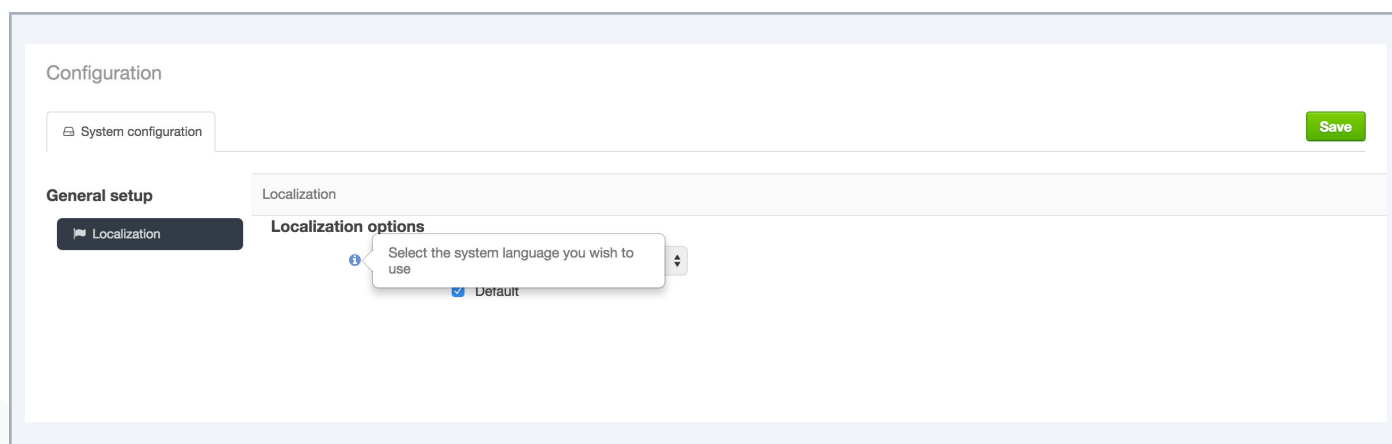 Configuration
System configuration
Save
General setup
Localization
Localization
Localization options
Select the system language you wish to
use
Default